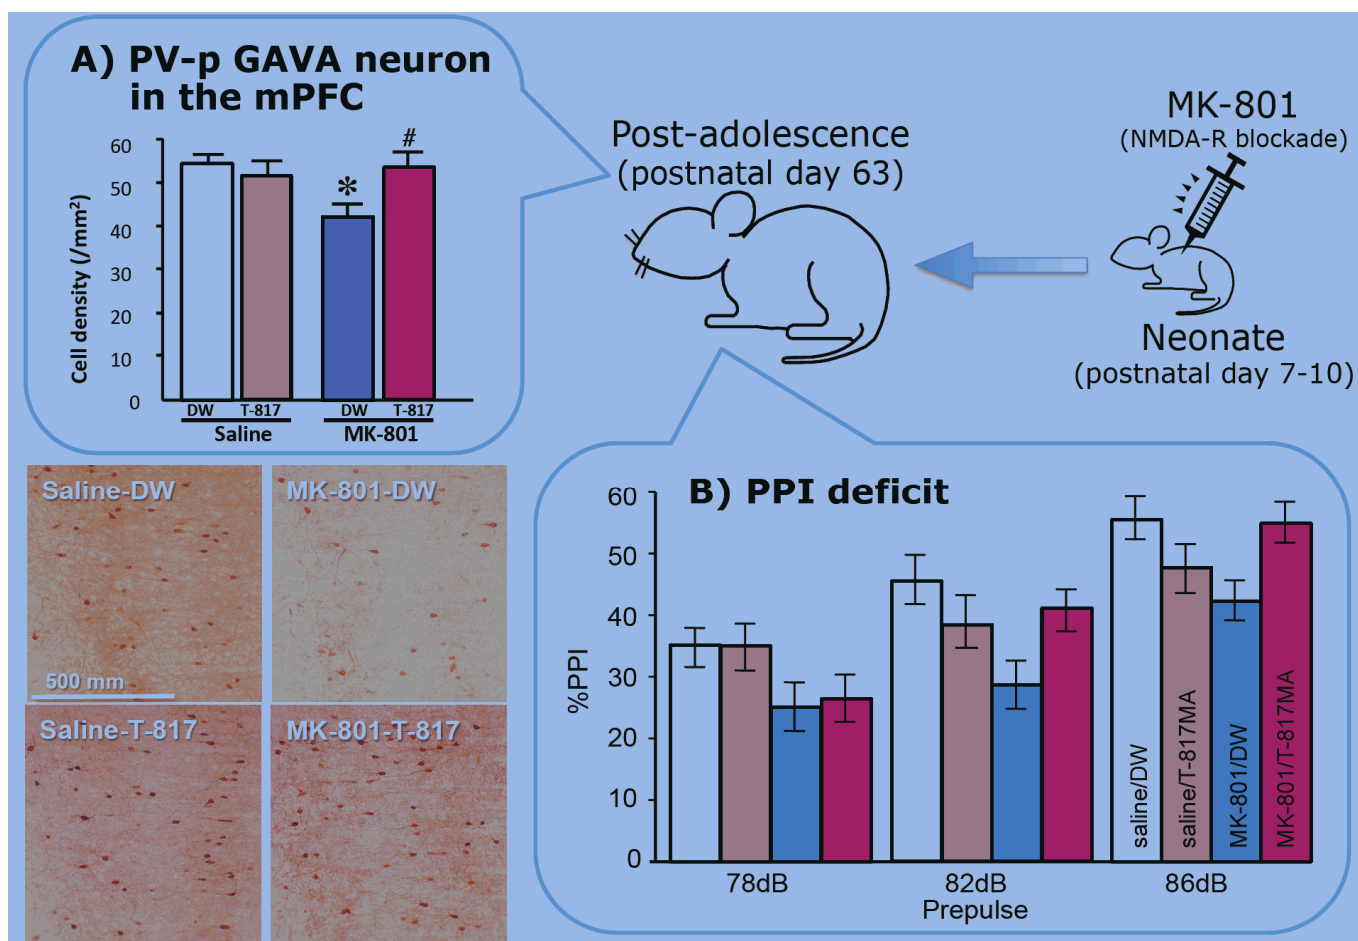 A) PV-p GAVA neuron
in the mPFC
60
50
40
30
20
10
0
Cell density (/mm²)
*
#
DW
T-817
DW
T-817
Saline
MK-801
Post-adolescence
(postnatal day 63)
MK-801
(NMDA-R blockade)
Neonate
(postnatal day 7-10)
Saline-DW
MK-801-DW
500 mm
Saline-T-817
MK-801-T-817
B) PPI deficit
60
50
40
30
20
10
0
%PPI
saline/DW
saline/T-817MA
MK-801/DW
MK-801/T-817MA
78dB
82dB
86dB
Prepulse